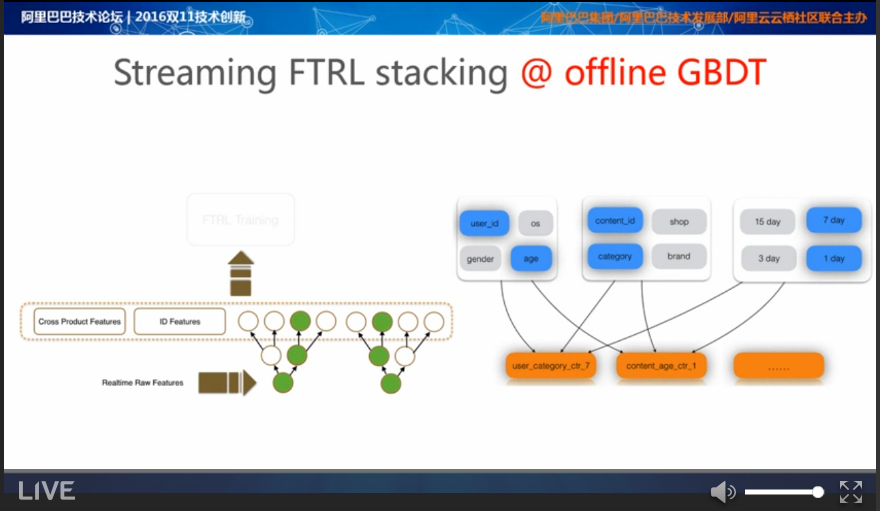 阿里巴巴技术论坛 | 2016双11技术创新
阿里巴巴集团/阿里巴巴技术发展部/阿里云云栖社区联合主办
Streaming FTRL stacking @ offline GBDT
FTRL Training
Cross Product Features
ID Features
Realtime Raw Features
user_id
os
gender
age
content_id
shop
category
brand
15 day
7 day
3 day
1 day
user_category_ctr_7
content_age_ctr_1
......
LIVE